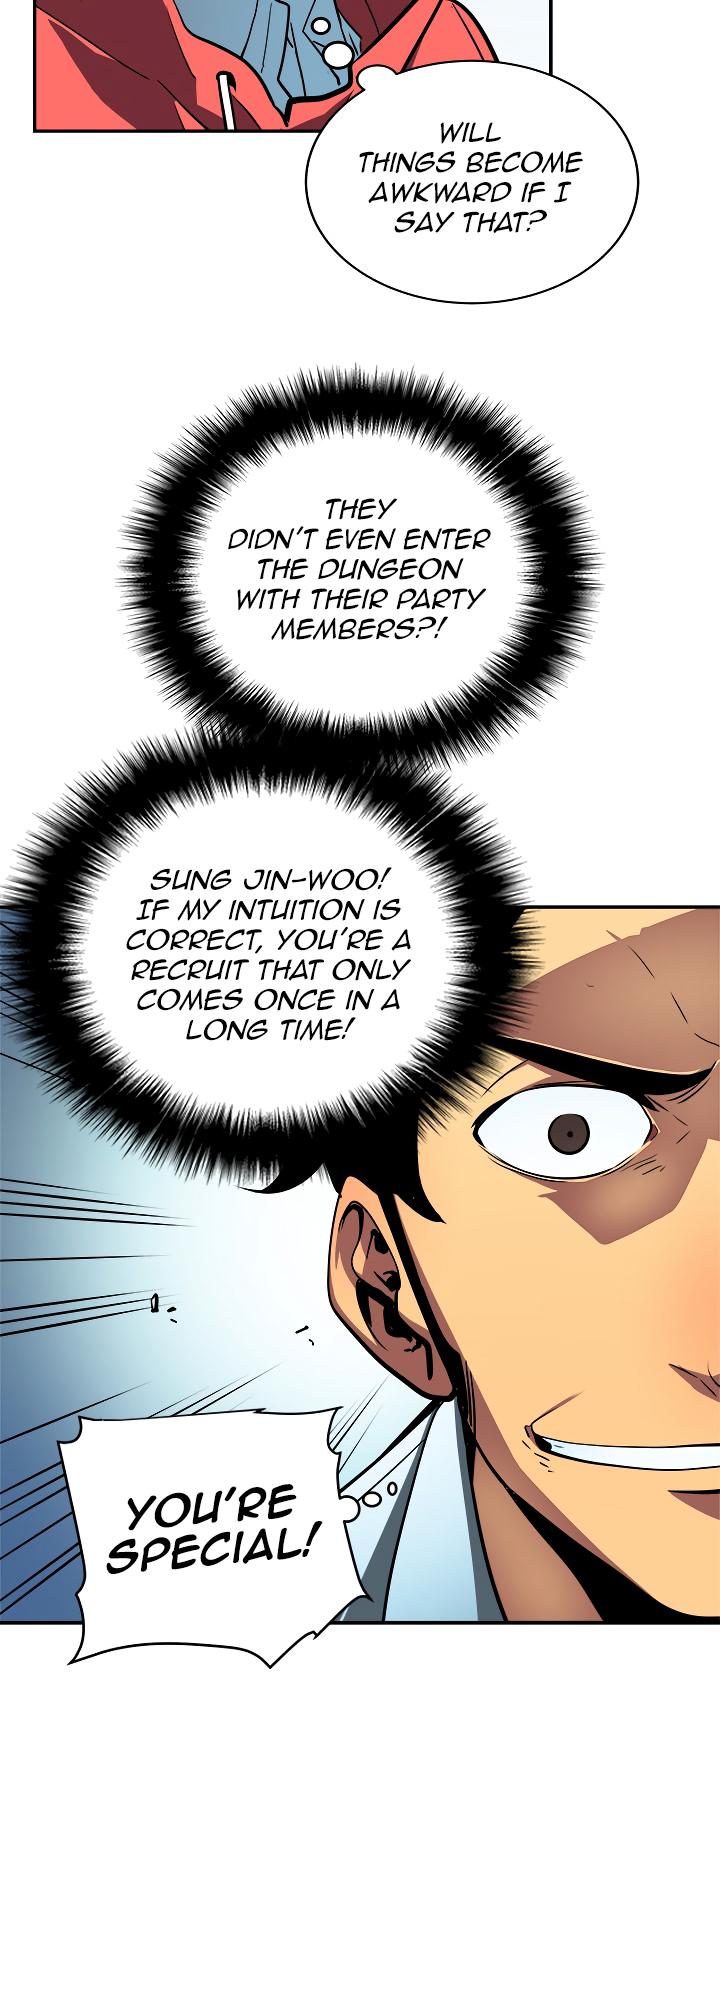 WILL
THINGS BECOME
AWKWARD IF I
SAY THAT?
THEY
DIDN'T EVEN ENTER
THE DUNGEON
WITH THEIR PARTY
MEMBERS?!
SUNG JIN-WOO!
IF MY INTUITION IS
CORRECT, YOU'RE A
RECRUIT THAT ONLY
COMES ONCE IN A
LONG TIME!
YOU'RE
SPECIAL!